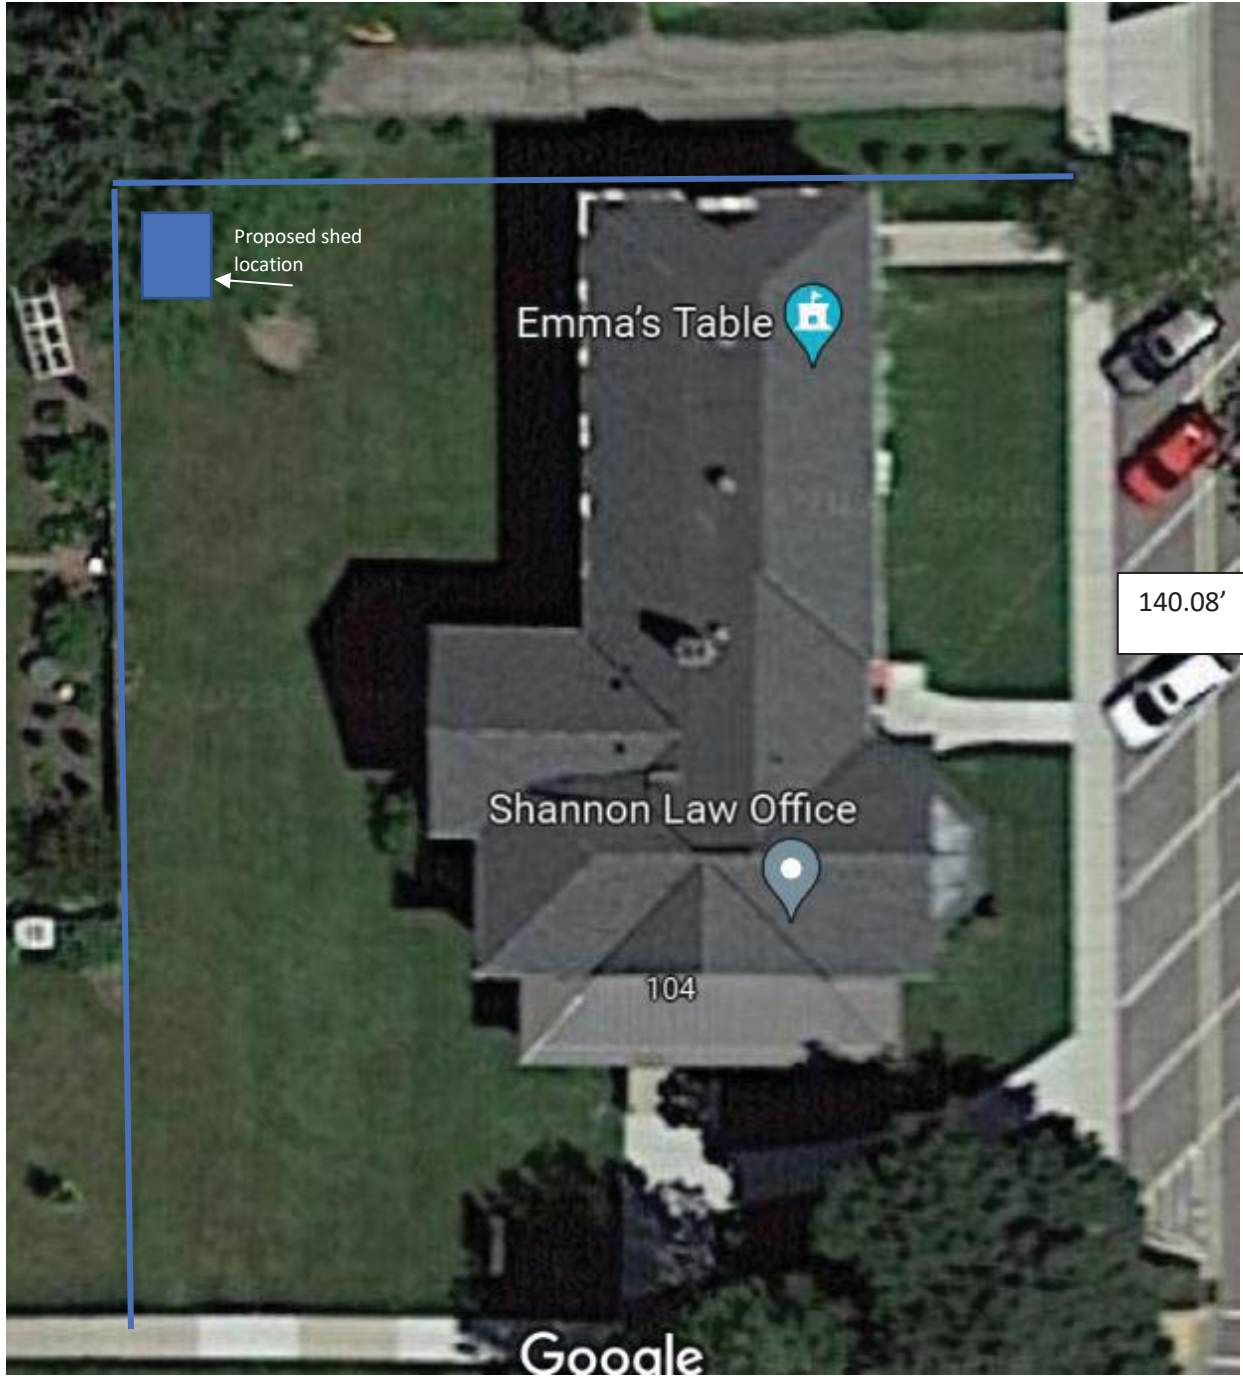 Proposed shed
location
Emma's Table
140.08’
Shannon Law Office
104
Google